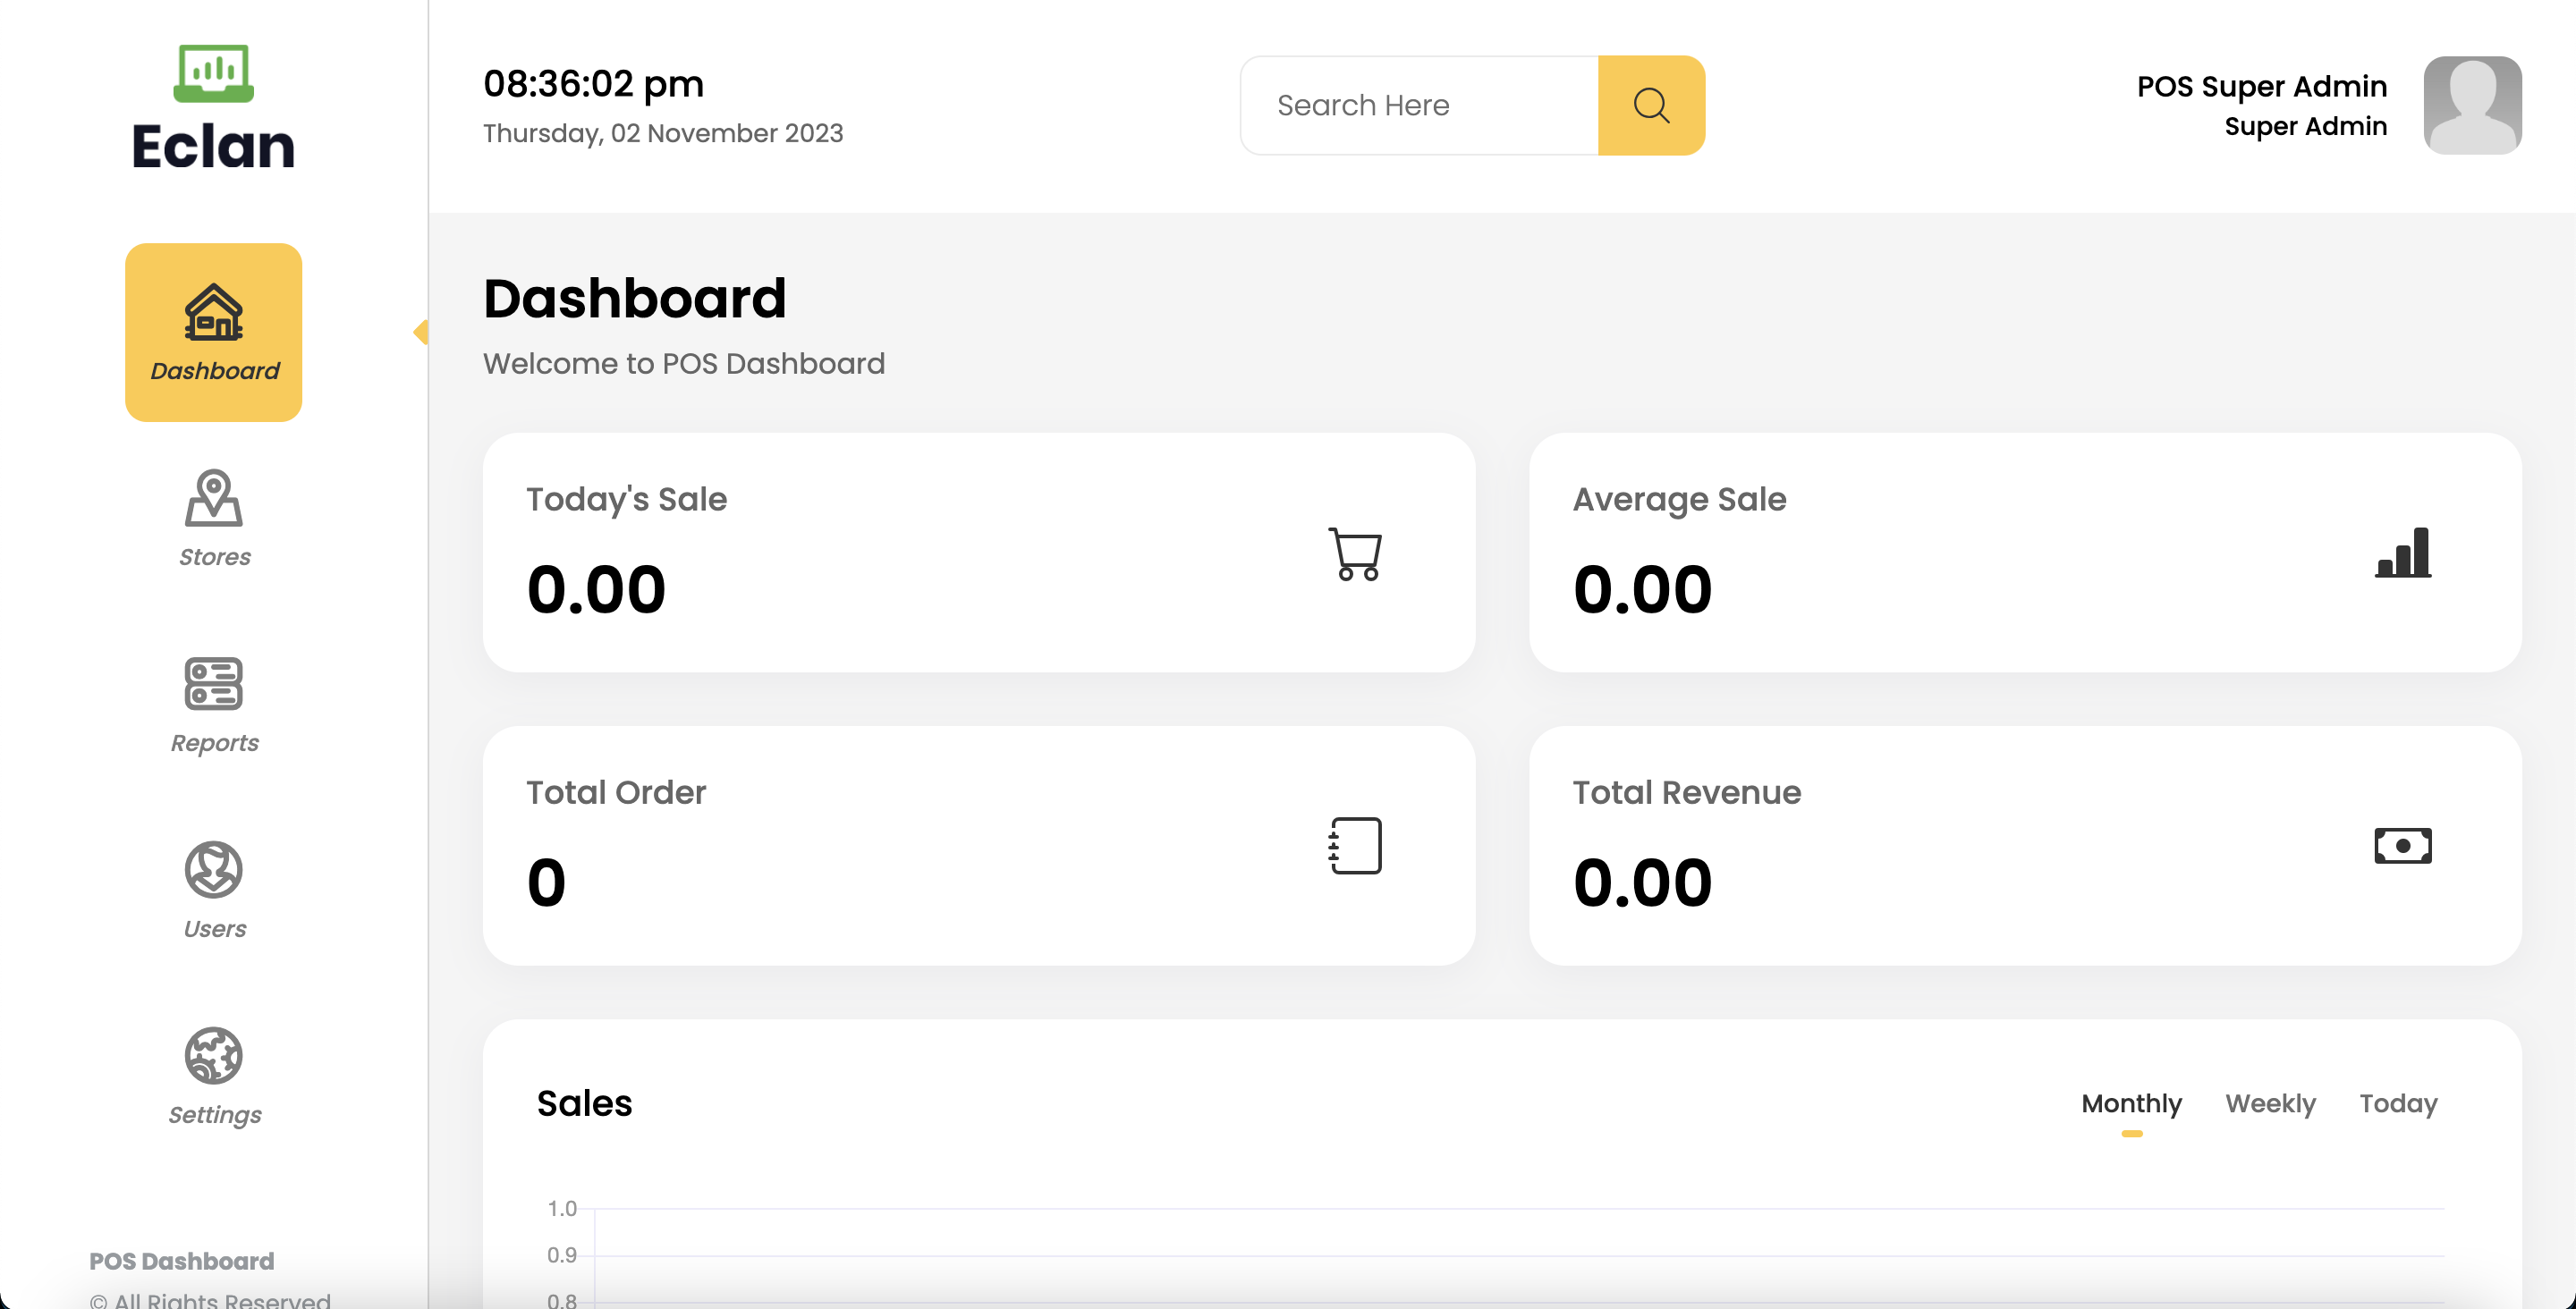 Eclan
Dashboard
Stores
Reports
Users
Settings
POS Dashboard
© All Rights Reserved
08:36:02 pm
Thursday, 02 November 2023
Search Here
POS Super Admin
Super Admin
Dashboard
Welcome to POS Dashboard
Today's Sale
0.00
Average Sale
0.00
Total Order
0
Total Revenue
0.00
Sales
Monthly Weekly Today
1.0
0.9
0.8